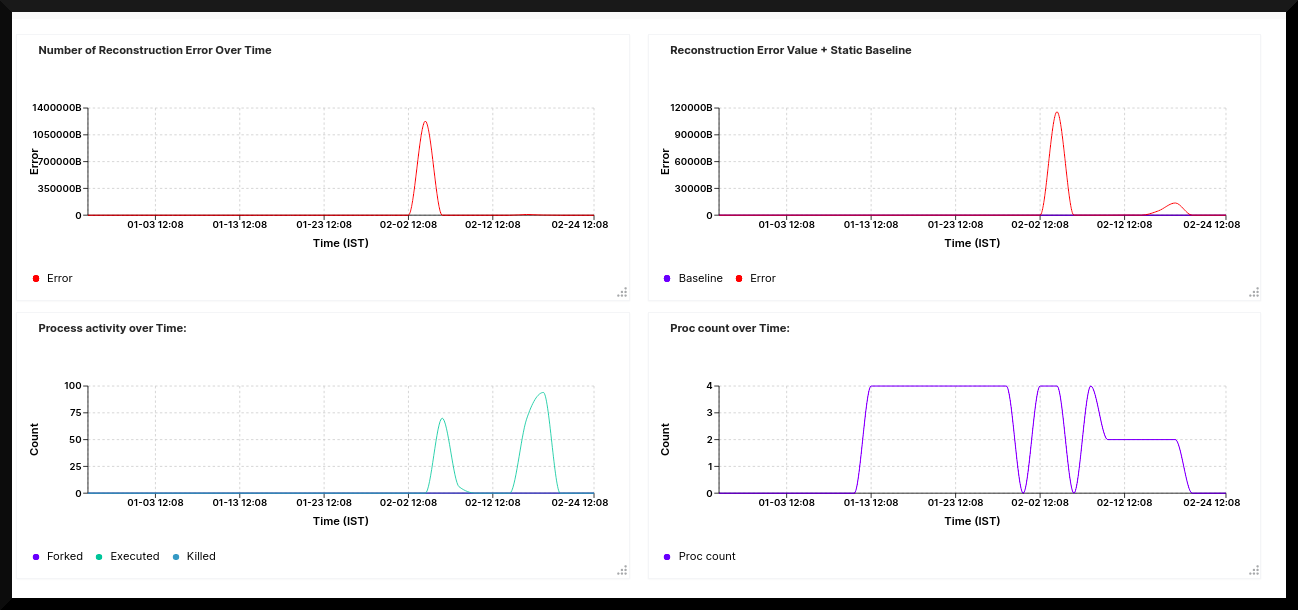 Number of Reconstruction Error Over Time
1400000B
1050000B
700000B
350000B
0
Error
01-03 12:08 01-13 12:08 01-23 12:08 02-02 12:08 02-12 12:08 02-24 12:08
Time (IST)
Error
Reconstruction Error Value + Static Baseline
120000B
90000B
60000B
30000B
0
Error
01-03 12:08 01-13 12:08 01-23 12:08 02-02 12:08 02-12 12:08 02-24 12:08
Time (IST)
Baseline Error
Process activity over Time:
100
75
50
25
0
Count
01-03 12:08 01-13 12:08 01-23 12:08 02-02 12:08 02-12 12:08 02-24 12:08
Time (IST)
Forked Executed Killed
Proc count over Time:
4
3
2
1
0
Count
01-03 12:08 01-13 12:08 01-23 12:08 02-02 12:08 02-12 12:08 02-24 12:08
Time (IST)
Proc count